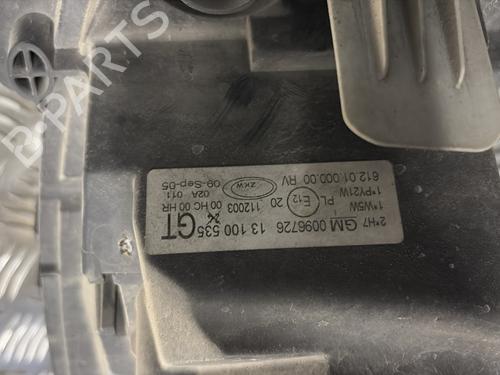 2*H7 GM 0096726 13 100 535 GT
1*W5W
1*PY21W PL E12 20 112003 00 HC 00 HR
02A 011
612.01.000.00 RV ZKW 09-Sep-05
B-PARTS